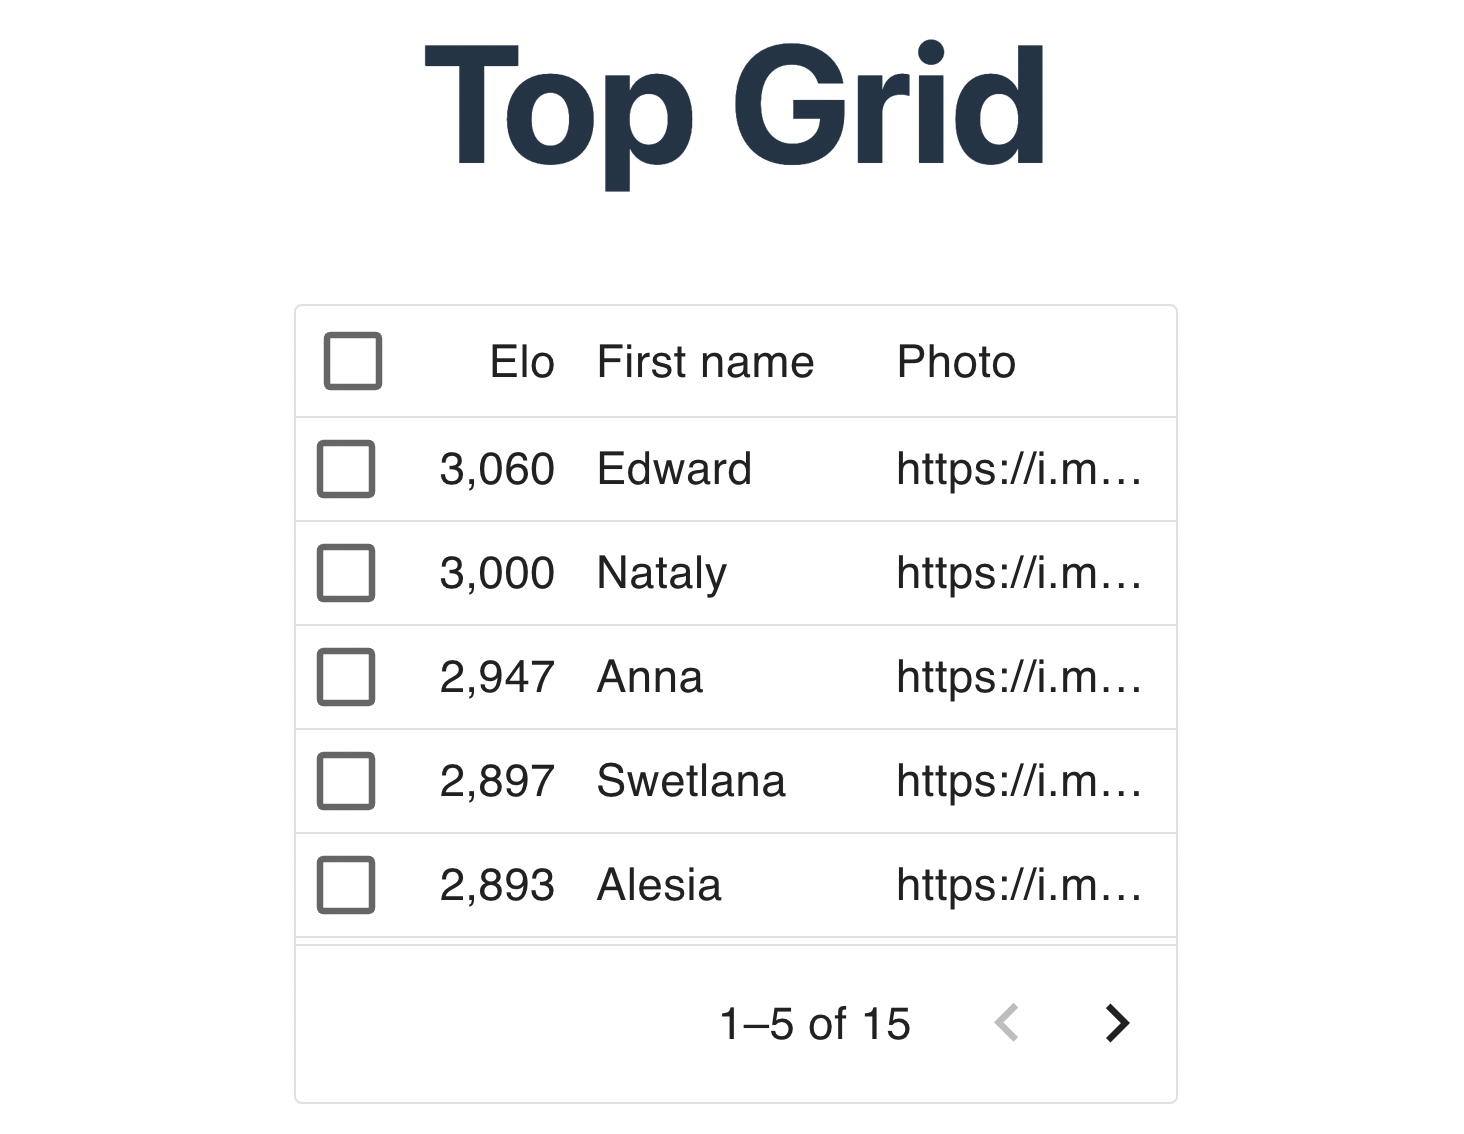 Top Grid
Elo First name Photo
3,060 Edward https://i.m...
3,000 Nataly https://i.m...
2,947 Anna https://i.m...
2,897 Swetlana https://i.m...
2,893 Alesia https://i.m...
1–5 of 15